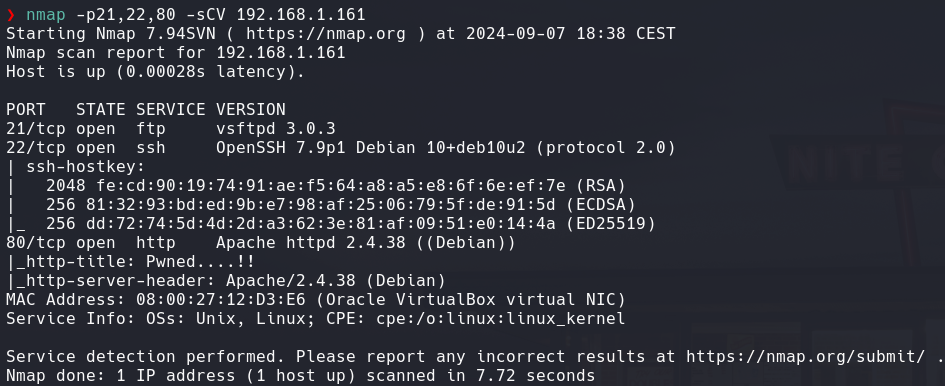 ❯ nmap -p21,22,80 -sCV 192.168.1.161
Starting Nmap 7.94SVN ( https://nmap.org ) at 2024-09-07 18:38 CEST
Nmap scan report for 192.168.1.161
Host is up (0.00028s latency).

PORT   STATE SERVICE VERSION
21/tcp open  ftp     vsftpd 3.0.3
22/tcp open  ssh     OpenSSH 7.9p1 Debian 10+deb10u2 (protocol 2.0)
| ssh-hostkey:
|   2048 fe:cd:90:19:74:91:ae:f5:64:a8:a5:e8:6f:6e:ef:7e (RSA)
|   256 81:32:93:bd:ed:9b:e7:98:af:25:06:79:5f:de:91:5d (ECDSA)
|_  256 dd:72:74:5d:4d:2d:a3:62:3e:81:af:09:51:e0:14:4a (ED25519)
80/tcp open  http    Apache httpd 2.4.38 ((Debian))
|_http-title: Pwned....!!
|_http-server-header: Apache/2.4.38 (Debian)
MAC Address: 08:00:27:12:D3:E6 (Oracle VirtualBox virtual NIC)
Service Info: OSs: Unix, Linux; CPE: cpe:/o:linux:linux_kernel

Service detection performed. Please report any incorrect results at https://nmap.org/submit/ .
Nmap done: 1 IP address (1 host up) scanned in 7.72 seconds
NITE